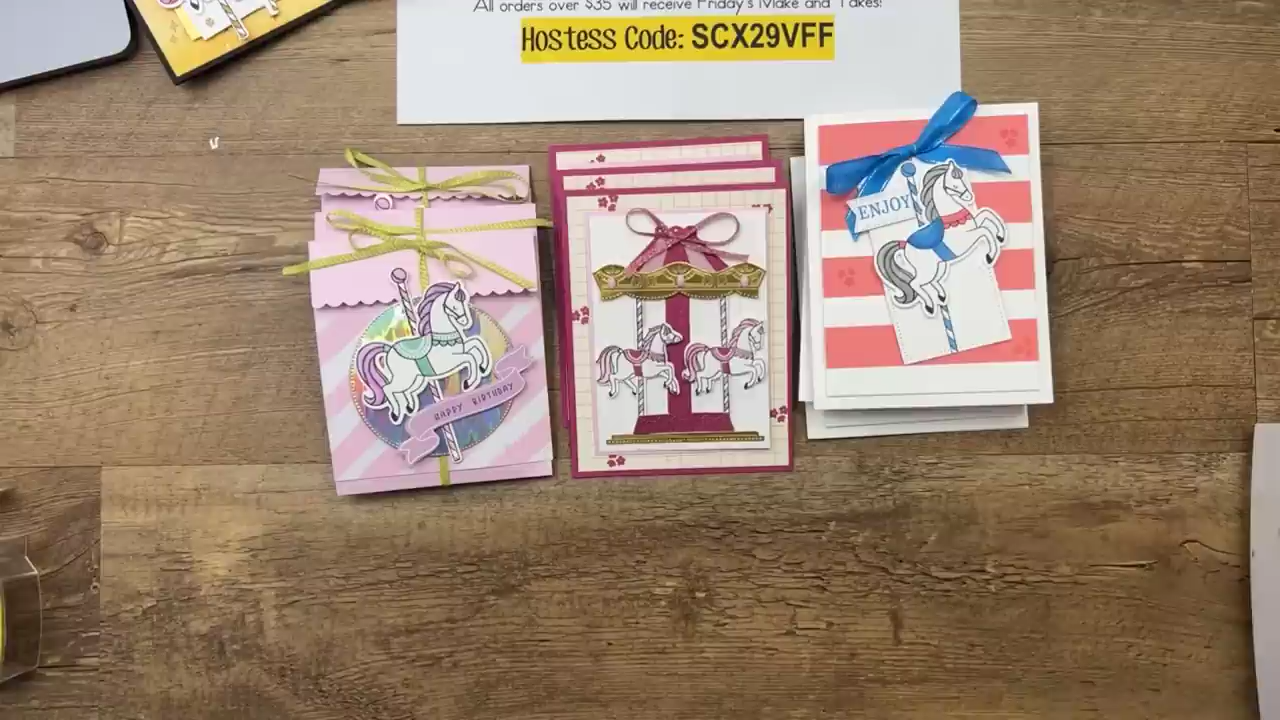 All orders over $35 will receive Friday's Make and Takes!
Hostess Code: SCX29VFF
ENJOY
HAPPY BIRTHDAY